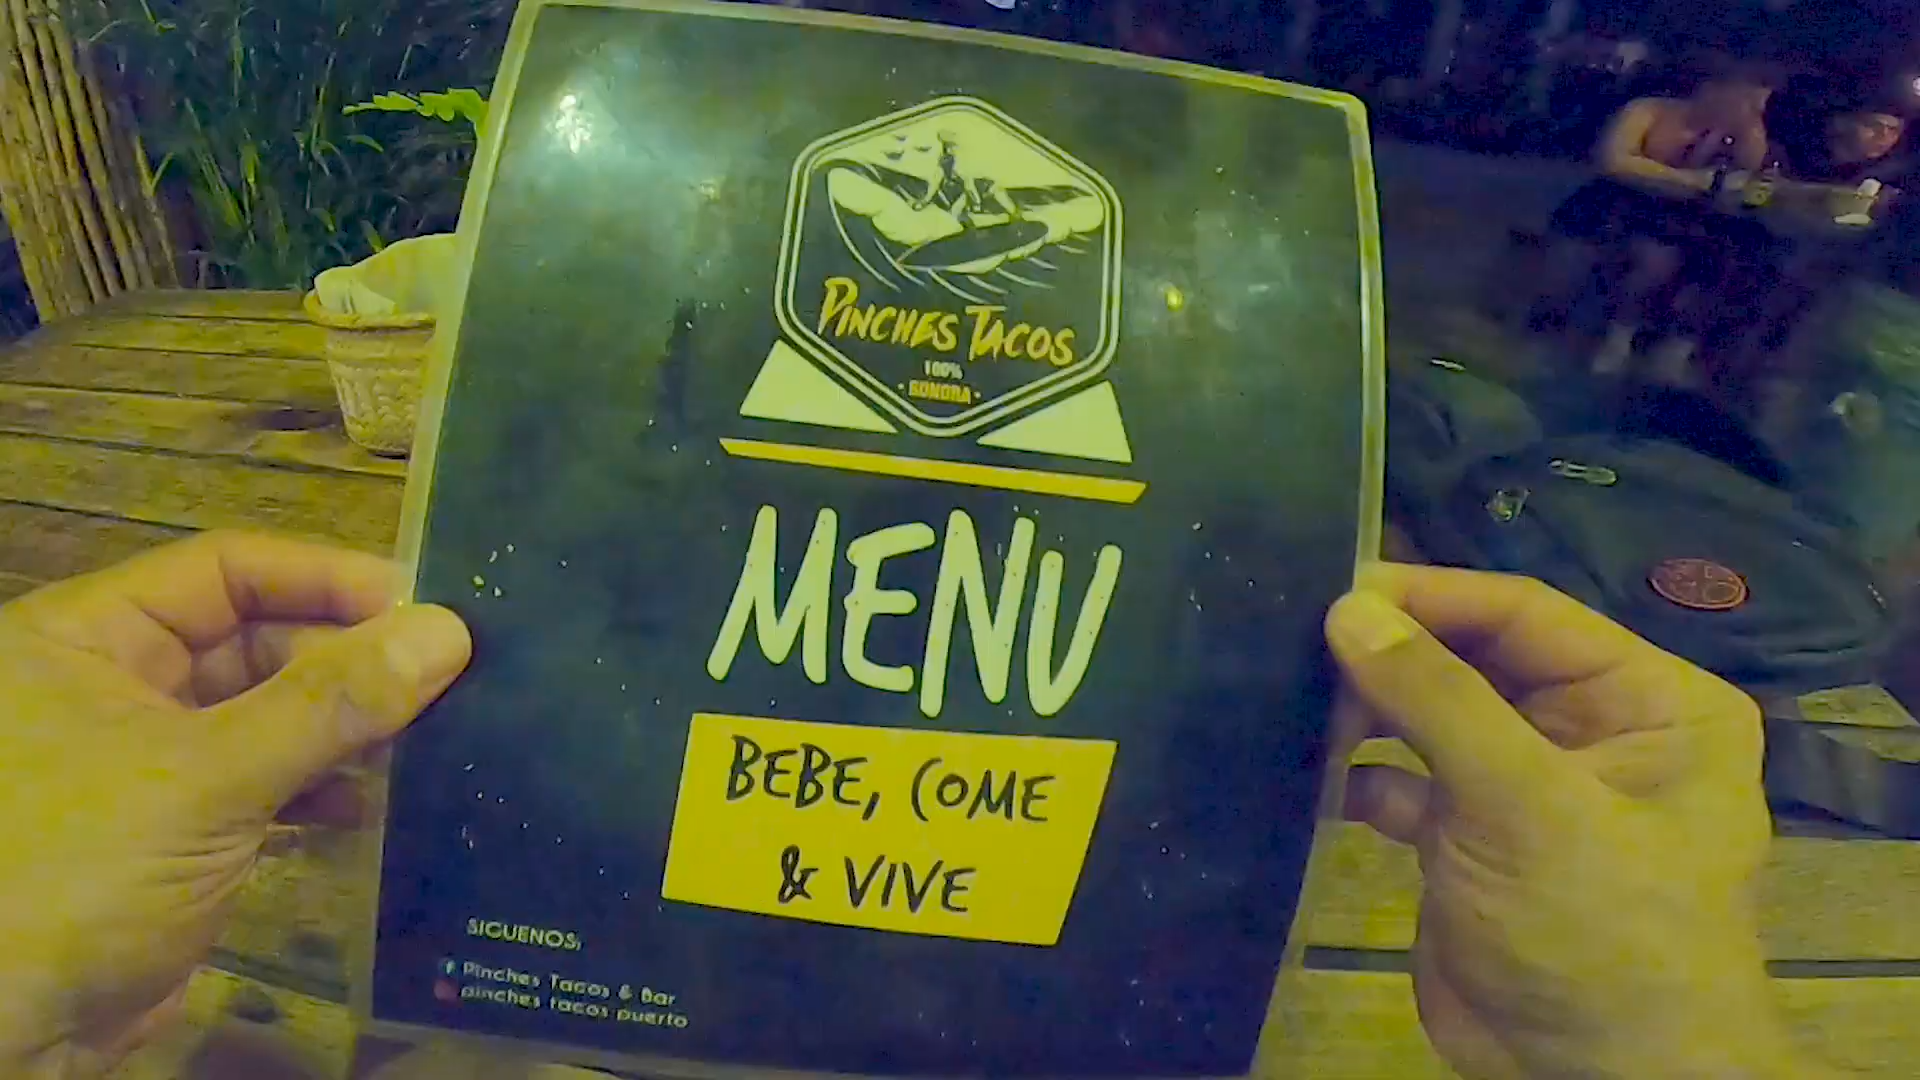 PINCHES TACOS
100%
• SONORA •
MENU
BEBE, COME
& VIVE
SIGUENOS:
f Pinches Tacos & Bar
pinches tacos puerto